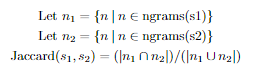 Let n₁ = {n | n ∈ ngrams(s1)}
Let n₂ = {n | n ∈ ngrams(s2)}
Jaccard(s₁, s₂) = (|n₁ ∩ n₂|)/(|n₁ ∪ n₂|)